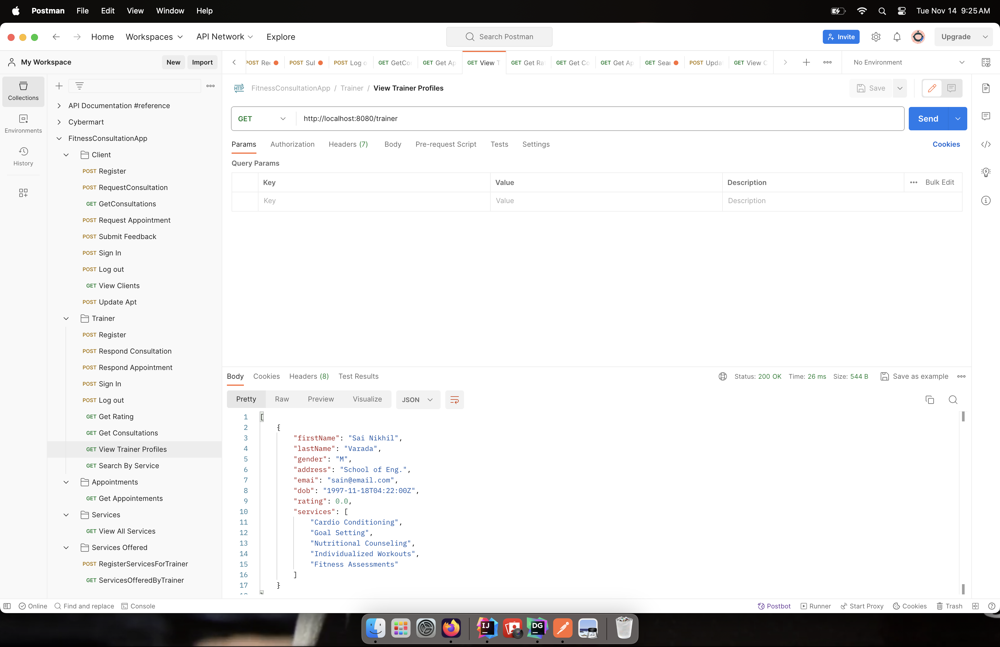 Postman File Edit View Window Help Tue Nov 14 9:25 AM
Home Workspaces API Network Explore Search Postman Invite Upgrade
My Workspace New Import POST Re POST Sul POST Log o GET GetCo GET Get Ap GET View T GET Get Ra GET Get Co GET Get Ap GET Sear POST Upda GET View C No Environment
Collections
Environments
History
API Documentation #reference
Cybermart
FitnessConsultationApp
Client
POST Register
POST RequestConsultation
GET GetConsultations
POST Request Appointment
POST Submit Feedback
POST Sign In
POST Log out
GET View Clients
POST Update Apt
Trainer
POST Register
POST Respond Consultation
POST Respond Appointment
POST Sign In
POST Log out
GET Get Rating
GET Get Consultations
GET View Trainer Profiles
GET Search By Service
Appointments
GET Get Appointements
Services
GET View All Services
Services Offered
POST RegisterServicesForTrainer
GET ServicesOfferedByTrainer
HTTP FitnessConsultationApp / Trainer / View Trainer Profiles Save
GET http://localhost:8080/trainer Send
Params Authorization Headers (7) Body Pre-request Script Tests Settings Cookies
Query Params
Key Value Description Bulk Edit
Key Value Description
Body Cookies Headers (8) Test Results Status: 200 OK Time: 26 ms Size: 544 B Save as example
Pretty Raw Preview Visualize JSON
1 [
2 {
3 "firstName": "Sai Nikhil",
4 "lastName": "Varada",
5 "gender": "M",
6 "address": "School of Eng.",
7 "emai": "sain@email.com",
8 "dob": "1997-11-18T04:22:00Z",
9 "rating": 0.0,
10 "services": [
11 "Cardio Conditioning",
12 "Goal Setting",
13 "Nutritional Counseling",
14 "Individualized Workouts",
15 "Fitness Assessments"
16 ]
17 }
Online Find and replace Console Postbot Runner Start Proxy Cookies Trash
IJ DG